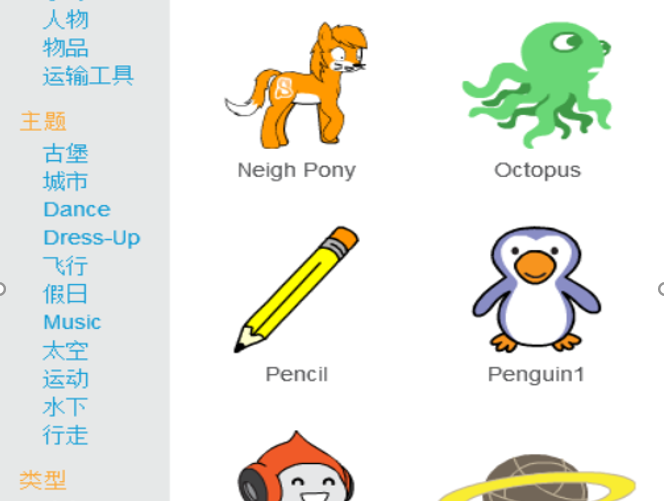 人物
物品
运输工具
主题
古堡
城市
Dance
Dress-Up
飞行
假日
Music
太空
运动
水下
行走
类型
Neigh Pony
Octopus
Pencil
Penguin1